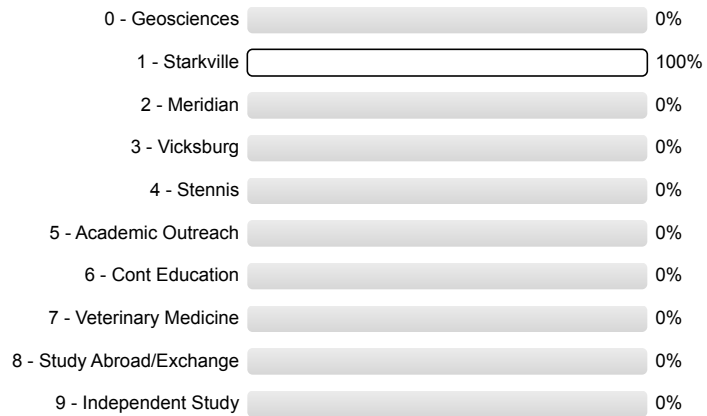 0 - Geosciences 0%
1 - Starkville 100%
2 - Meridian 0%
3 - Vicksburg 0%
4 - Stennis 0%
5 - Academic Outreach 0%
6 - Cont Education 0%
7 - Veterinary Medicine 0%
8 - Study Abroad/Exchange 0%
9 - Independent Study 0%